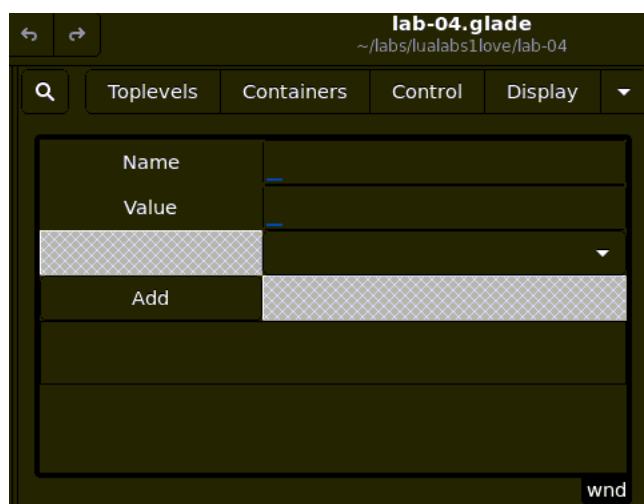 lab-04.glade
~/labs/lualabs1love/lab-04
Toplevels Containers Control Display
Name
Value
Add
wnd